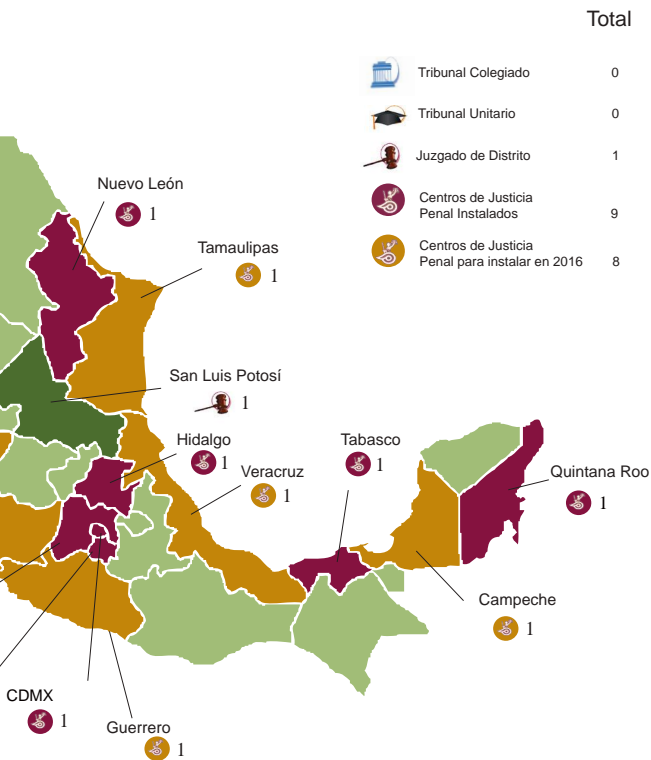 Total
Tribunal Colegiado 0
Tribunal Unitario 0
Juzgado de Distrito 1
Centros de Justicia
Penal Instalados 9
Centros de Justicia
Penal para instalar en 2016 8
Nuevo León
1
Tamaulipas
1
San Luis Potosí
1
Hidalgo
1
Veracruz
1
Tabasco
1
Quintana Roo
1
Campeche
1
CDMX
1
Guerrero
1